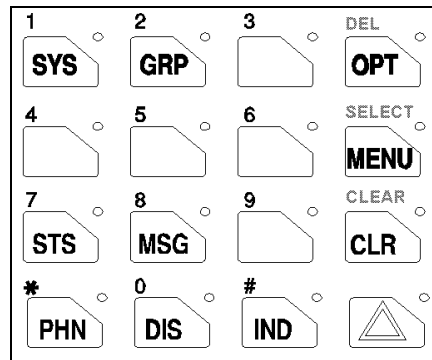 1 2 3 DEL
SYS GRP OPT
4 5 6 SELECT
MENU
7 8 9 CLEAR
STS MSG CLR
* 0 #
PHN DIS IND